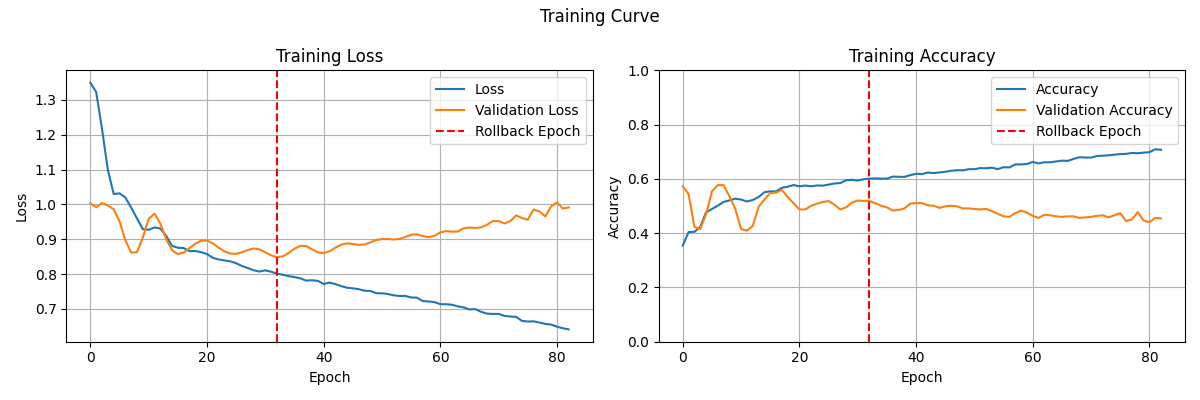 Training Curve
Training Loss
1.3
1.2
1.1
1.0
0.9
0.8
0.7
Loss
0
20
40
60
80
Epoch
Loss
Validation Loss
Rollback Epoch
Training Accuracy
1.0
0.8
0.6
0.4
0.2
0.0
Accuracy
0
20
40
60
80
Epoch
Accuracy
Validation Accuracy
Rollback Epoch